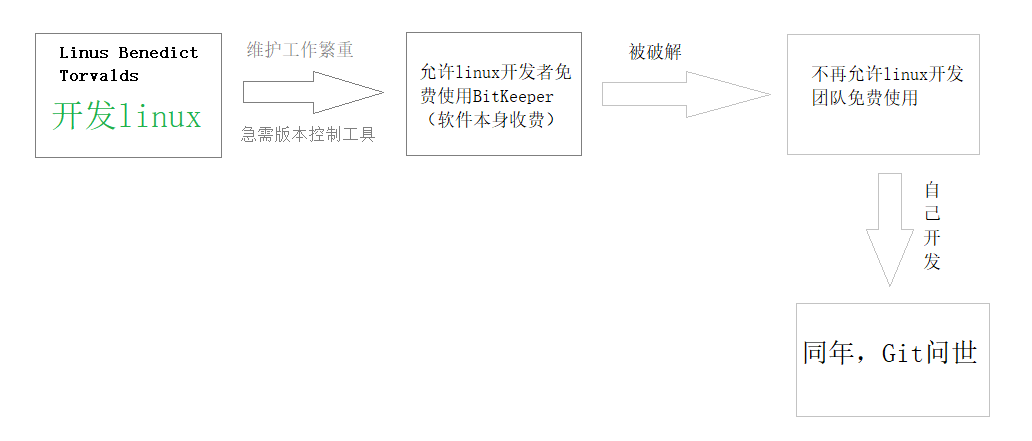 Linus Benedict
Torvalds
开发linux
维护工作繁重
急需版本控制工具
允许linux开发者免
费使用BitKeeper
（软件本身收费）
被破解
不再允许linux开发
团队免费使用
自
己
开
发
同年，Git问世